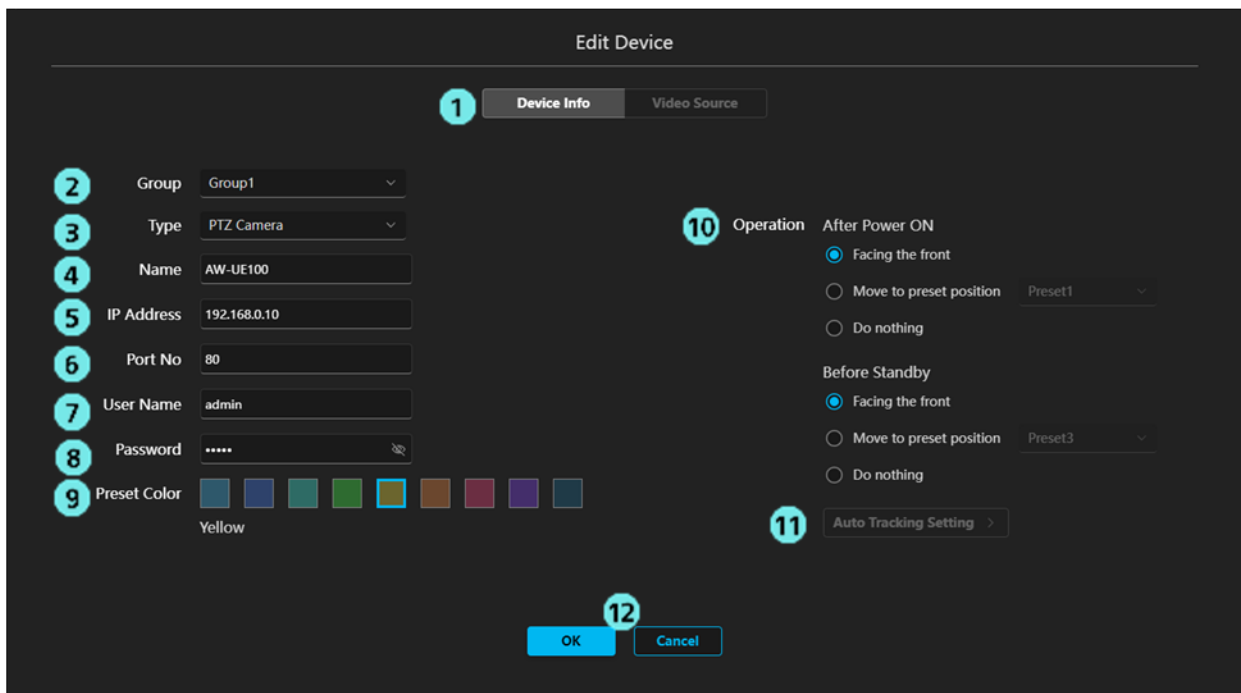 Edit Device
1 Device Info Video Source
2 Group Group1
3 Type PTZ Camera
4 Name AW-UE100
5 IP Address 192.168.0.10
6 Port No 80
7 User Name admin
8 Password •••••
9 Preset Color
Yellow
10 Operation After Power ON
Facing the front
Move to preset position Preset1
Do nothing
Before Standby
Facing the front
Move to preset position Preset3
Do nothing
11 Auto Tracking Setting >
12
OK Cancel